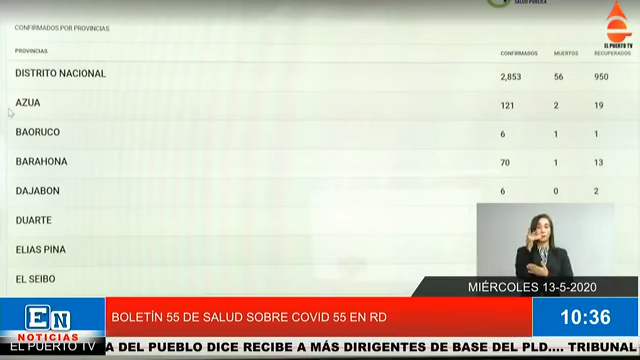 SALUD PÚBLICA
EL PUERTO TV
CONFIRMADOS POR PROVINCIAS
PROVINCIAS CONFIRMADOS MUERTOS RECUPERADOS
DISTRITO NACIONAL 2,853 56 950
AZUA 121 2 19
BAORUCO 6 1 1
BARAHONA 70 1 13
DAJABON 6 0 2
DUARTE
ELIAS PINA
EL SEIBO
MIÉRCOLES 13-5-2020
EN NOTICIAS
BOLETÍN 55 DE SALUD SOBRE COVID 55 EN RD
10:36
EL PUERTO TV A DEL PUEBLO DICE RECIBE A MÁS DIRIGENTES DE BASE DEL PLD.... TRIBUNAL